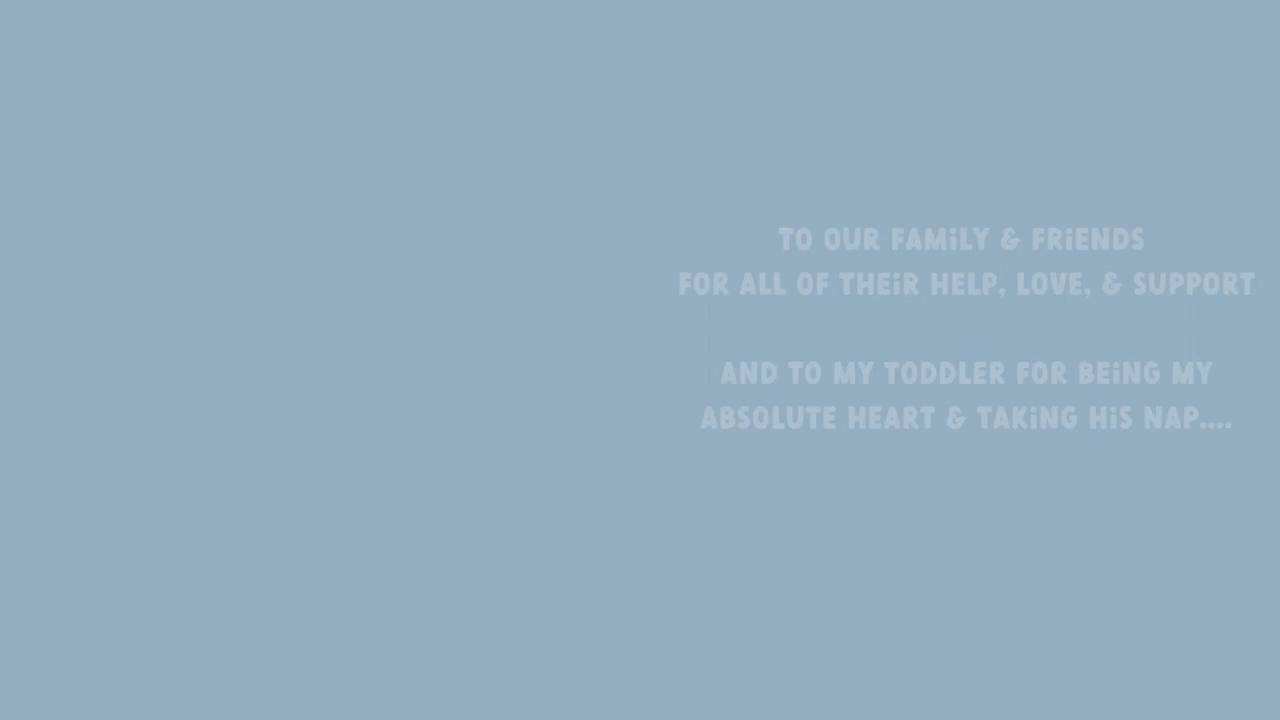 TO OUR FAMiLY & FRiENDS
FOR ALL OF THEiR HELP, LOVE, & SUPPORT
AND TO MY TODDLER FOR BEiNG MY
ABSOLUTE HEART & TAKiNG HiS NAP....